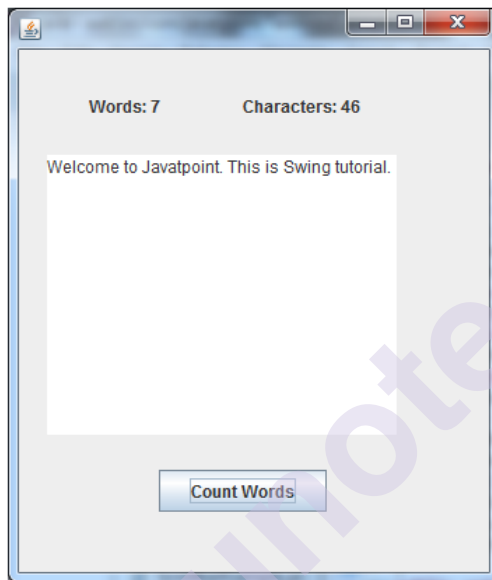 Words: 7 Characters: 46
Welcome to Javatpoint. This is Swing tutorial.
Count Words